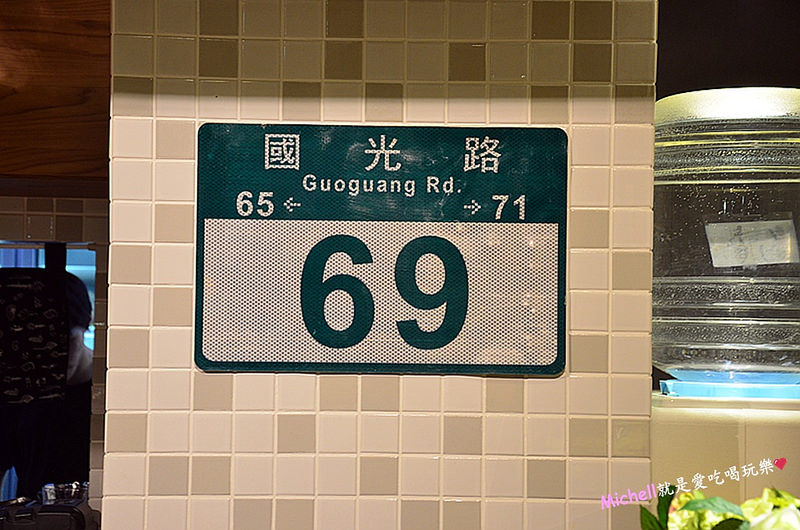 國光路
Guoguang Rd.
65 ← → 71
69
Michell就是愛吃喝玩樂